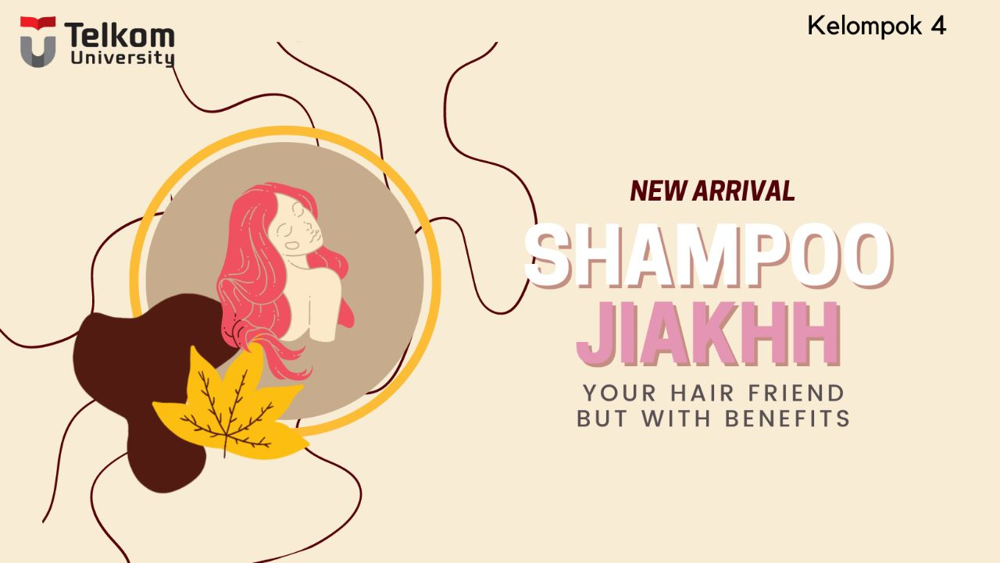 Telkom
University
Kelompok 4
NEW ARRIVAL
SHAMPOO
JIAKHH
YOUR HAIR FRIEND
BUT WITH BENEFITS